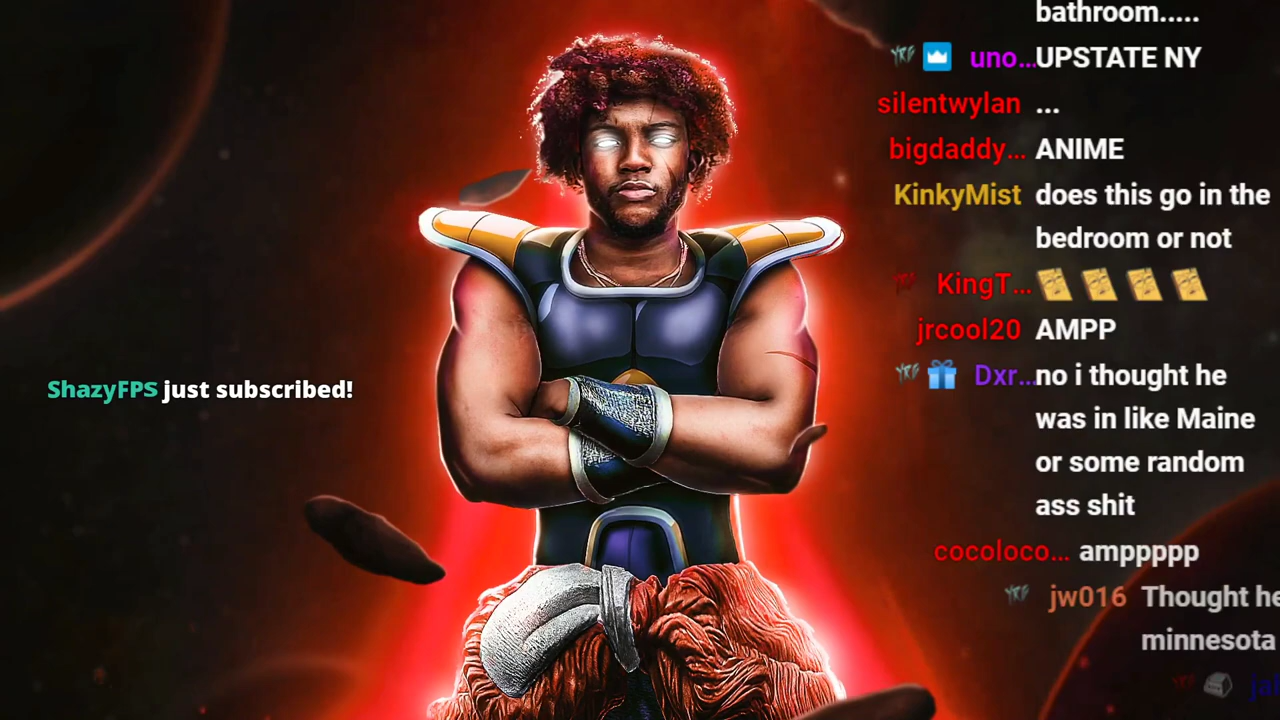 bathroom.....
uno... UPSTATE NY
silentwylan ...
bigdaddy... ANIME
KinkyMist does this go in the
bedroom or not
KingT...
jrcool20 AMPP
Dxr... no i thought he
was in like Maine
or some random
ass shit
ShazyFPS just subscribed!
cocoloco... amppppp
jw016 Thought he
minnesota